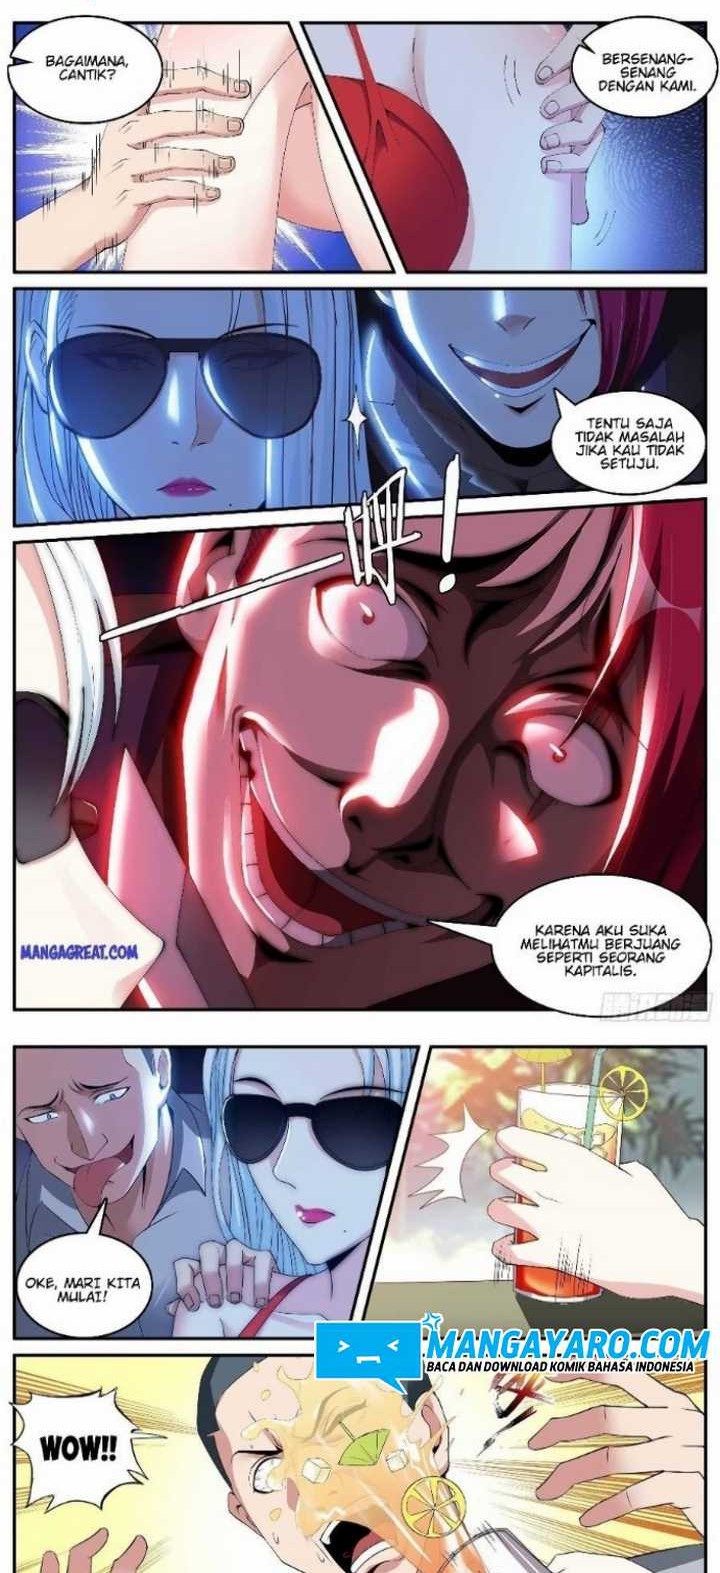 BAGAIMANA,
CANTIK?
BERSENANG-
SENANG
DENGAN KAMI.
TENTU SAJA
TIDAK MASALAH
JIKA KAU TIDAK
SETUJU.
KARENA AKU SUKA
MELIHATMU BERJUANG
SEPERTI SEORANG
KAPITALIS.
MANGAGREAT.COM
OKE, MARI KITA
MULAI!
MANGAYARO.COM
BACA DAN DOWNLOAD KOMIK BAHASA INDONESIA
WOW!!